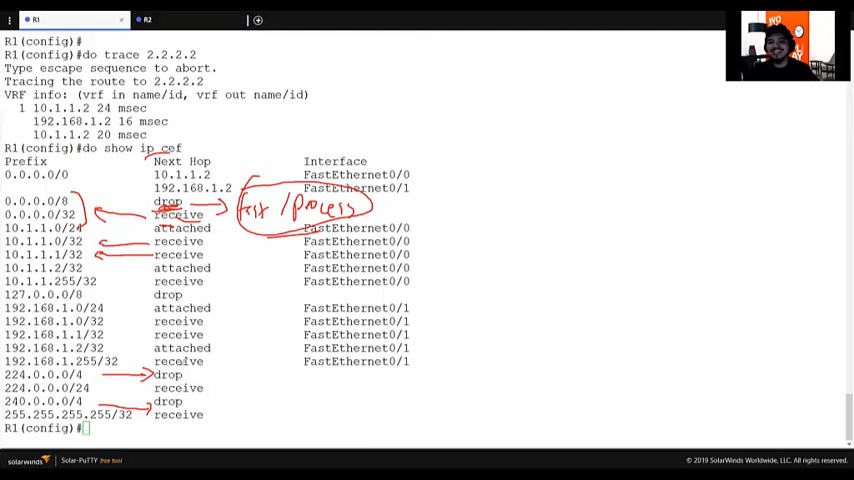 R1 × R2
R1(config)#
R1(config)#do trace 2.2.2.2
Type escape sequence to abort.
Tracing the route to 2.2.2.2
VRF info: (vrf in name/id, vrf out name/id)
1 10.1.1.2 24 msec
192.168.1.2 16 msec
10.1.1.2 20 msec
R1(config)#do show ip cef
Prefix Next Hop Interface
0.0.0.0/0 10.1.1.2 FastEthernet0/0
192.168.1.2 FastEthernet0/1
0.0.0.0/8 drop
fast / process
0.0.0.0/32 receive
10.1.1.0/24 attached FastEthernet0/0
10.1.1.0/32 receive FastEthernet0/0
10.1.1.1/32 receive FastEthernet0/0
10.1.1.2/32 attached FastEthernet0/0
10.1.1.255/32 receive FastEthernet0/0
127.0.0.0/8 drop
192.168.1.0/24 attached FastEthernet0/1
192.168.1.0/32 receive FastEthernet0/1
192.168.1.1/32 receive FastEthernet0/1
192.168.1.2/32 attached FastEthernet0/1
192.168.1.255/32 receive FastEthernet0/1
224.0.0.0/4 drop
224.0.0.0/24 receive
240.0.0.0/4 drop
255.255.255.255/32 receive
R1(config)#
solarwinds Solar-PuTTY free tool © 2019 SolarWinds Worldwide, LLC. All rights reserved.